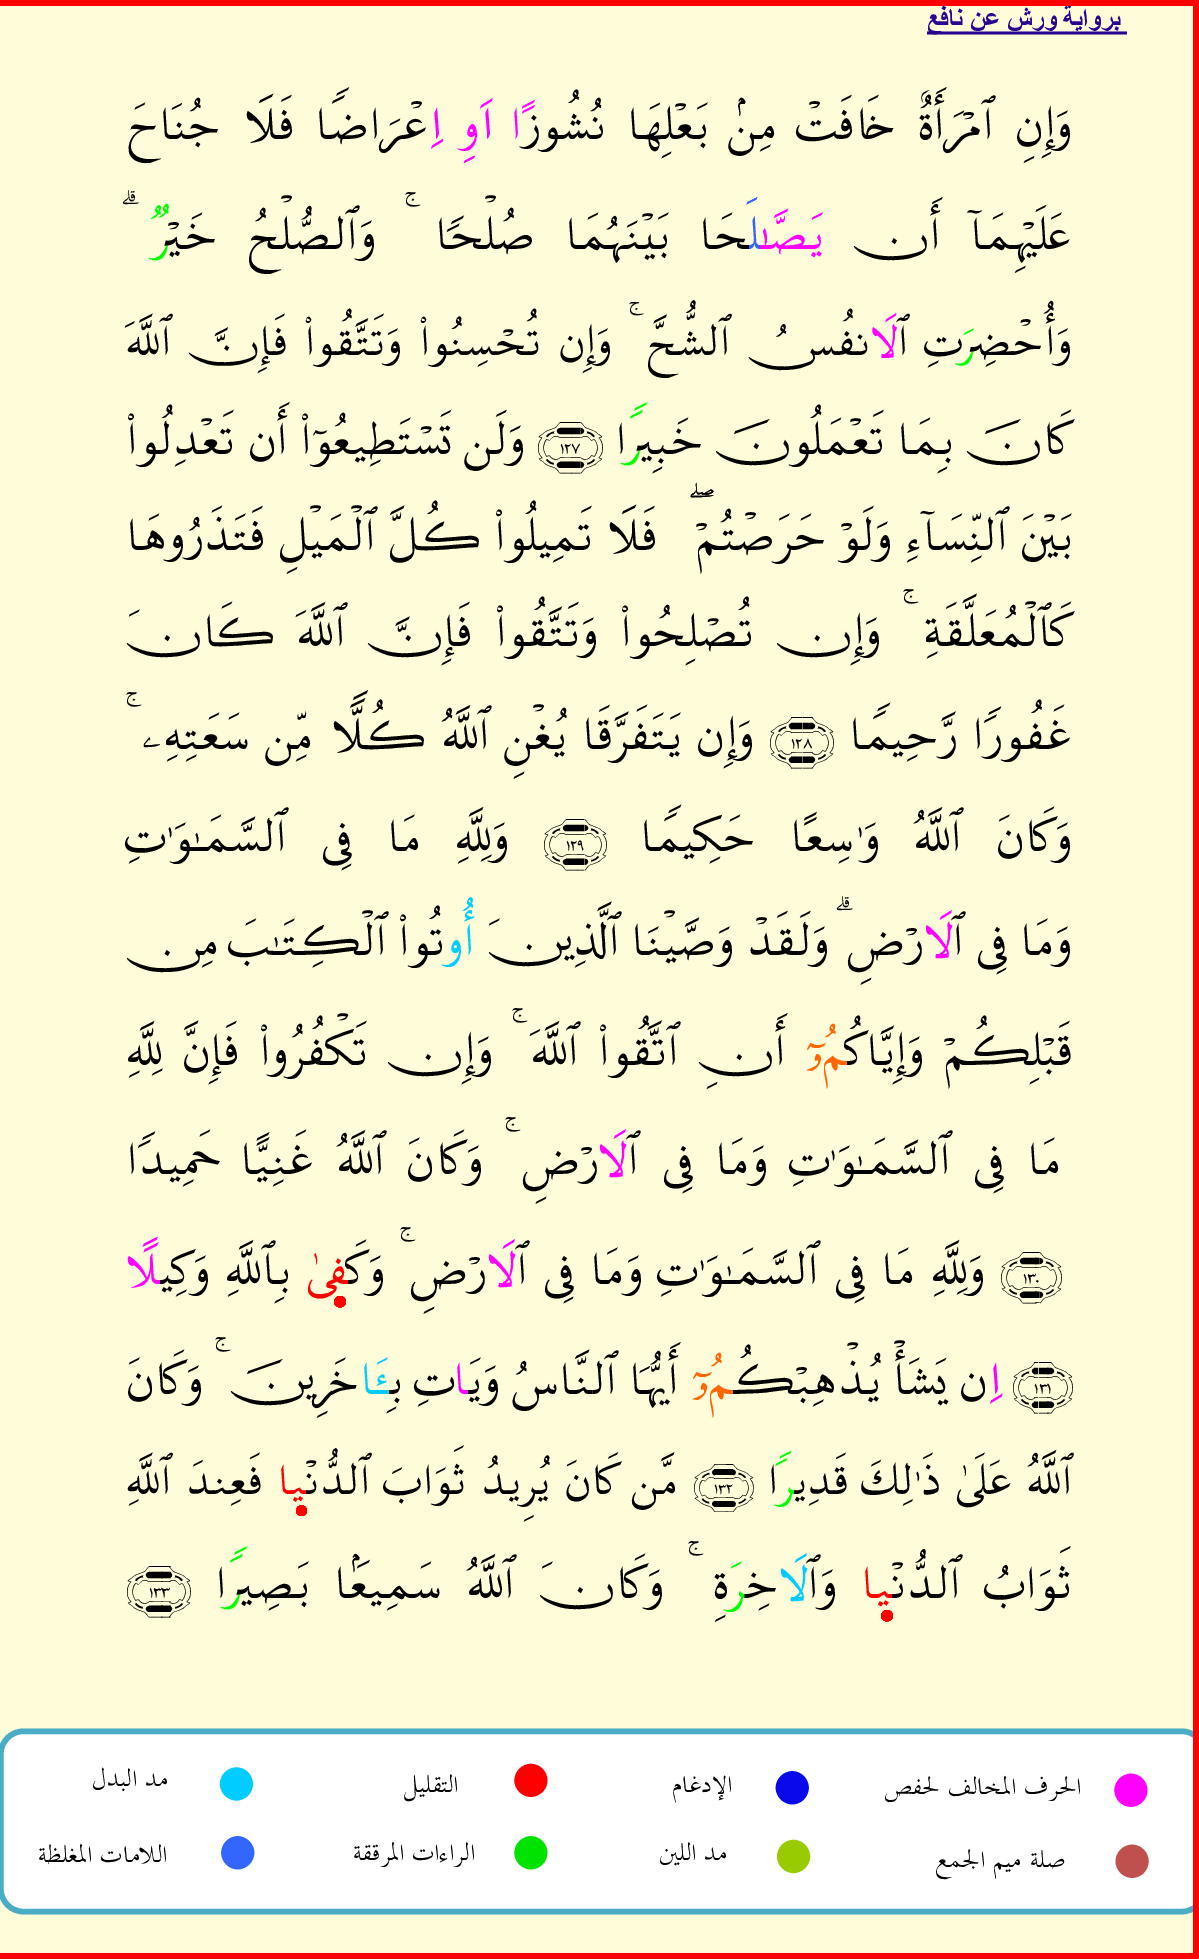 برواية ورش عن نافع
وَإِنِ ٱمْرَأَةٌ خَافَتْ مِنۢ بَعْلِهَا نُشُوزًا اَوِ اِعْرَاضًا فَلَا جُنَاحَ
عَلَيْهِمَآ أَن يَصَّٰلَحَا بَيْنَهُمَا صُلْحًا ۚ وَٱلصُّلْحُ خَيْرٌ ۗ
وَأُحْضِرَتِ ٱلَانفُسُ ٱلشُّحَّ ۚ وَإِن تُحْسِنُوا۟ وَتَتَّقُوا۟ فَإِنَّ ٱللَّهَ
كَانَ بِمَا تَعْمَلُونَ خَبِيرًا ١٢٧ وَلَن تَسْتَطِيعُوٓا۟ أَن تَعْدِلُوا۟
بَيْنَ ٱلنِّسَآءِ وَلَوْ حَرَصْتُمْ ۖ فَلَا تَمِيلُوا۟ كُلَّ ٱلْمَيْلِ فَتَذَرُوهَا
كَٱلْمُعَلَّقَةِ ۚ وَإِن تُصْلِحُوا۟ وَتَتَّقُوا۟ فَإِنَّ ٱللَّهَ كَانَ
غَفُورًا رَّحِيمًا ١٢٨ وَإِن يَتَفَرَّقَا يُغْنِ ٱللَّهُ كُلًّا مِّن سَعَتِهِۦ ۚ
وَكَانَ ٱللَّهُ وَٰسِعًا حَكِيمًا ١٢٩ وَلِلَّهِ مَا فِى ٱلسَّمَٰوَٰتِ
وَمَا فِى ٱلَارْضِ ۗ وَلَقَدْ وَصَّيْنَا ٱلَّذِينَ أُوتُوا۟ ٱلْكِتَٰبَ مِن
قَبْلِكُمْ وَإِيَّاكُمُۥٓ أَنِ ٱتَّقُوا۟ ٱللَّهَ ۚ وَإِن تَكْفُرُوا۟ فَإِنَّ لِلَّهِ
مَا فِى ٱلسَّمَٰوَٰتِ وَمَا فِى ٱلَارْضِ ۚ وَكَانَ ٱللَّهُ غَنِيًّا حَمِيدًا
١٣٠ وَلِلَّهِ مَا فِى ٱلسَّمَٰوَٰتِ وَمَا فِى ٱلَارْضِ ۚ وَكَفِىٰ بِٱللَّهِ وَكِيلًا
١٣١ اِن يَشَأْ يُذْهِبْكُمُۥٓ أَيُّهَا ٱلنَّاسُ وَيَاتِ بِـَٔاخَرِينَ ۚ وَكَانَ
ٱللَّهُ عَلَىٰ ذَٰلِكَ قَدِيرًا ١٣٢ مَّن كَانَ يُرِيدُ ثَوَابَ ٱلدُّنْيا فَعِندَ ٱللَّهِ
ثَوَابُ ٱلدُّنْيا وَٱلَاخِرَةِ ۚ وَكَانَ ٱللَّهُ سَمِيعًۢا بَصِيرًا ١٣٣
الحرف المخالف لحفص الإدغام التقليل مد البدل
صلة ميم الجمع مد اللين الراءات المرققة اللامات المغلظة